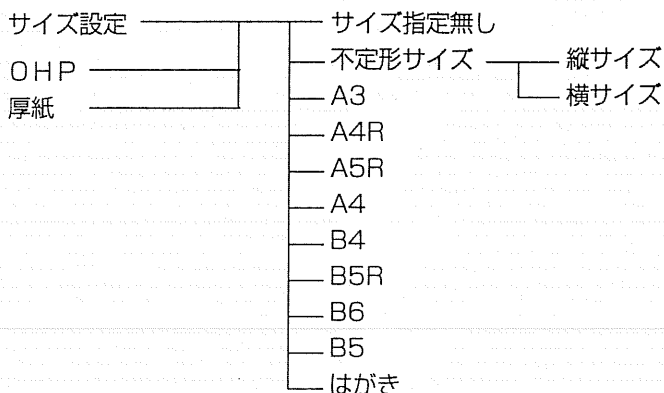 サイズ設定 サイズ指定無し
OHP 不定形サイズ 縦サイズ
厚紙 A3 横サイズ
A4R
A5R
A4
B4
B5R
B6
B5
はがき